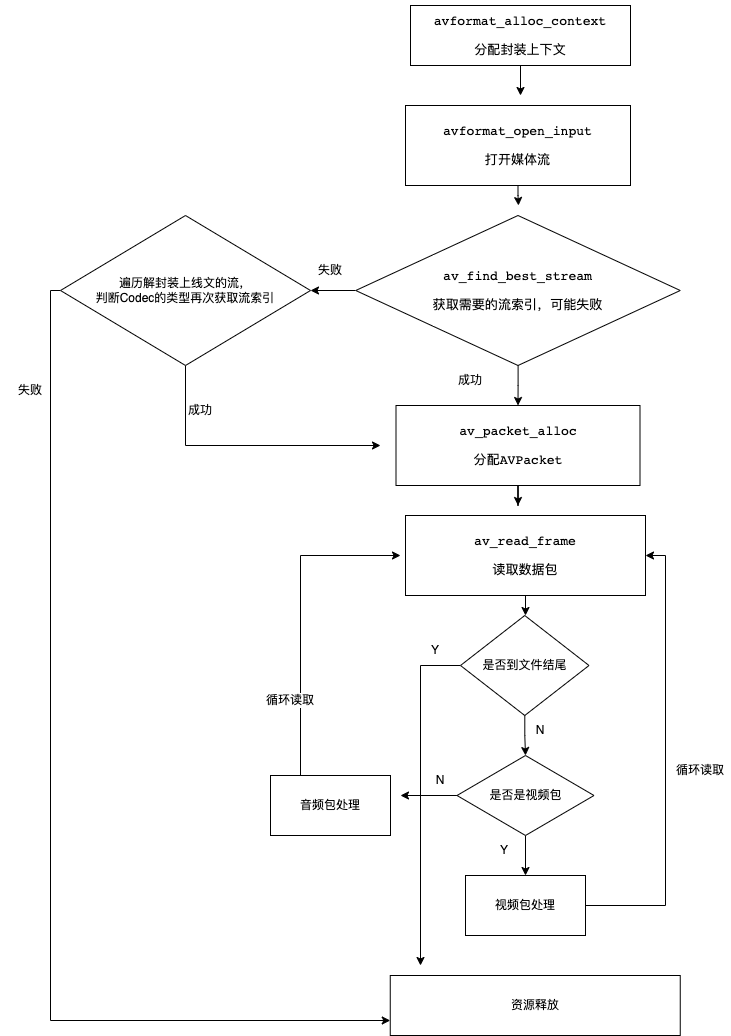 avformat_alloc_context
分配封装上下文
avformat_open_input
打开媒体流
av_find_best_stream
获取需要的流索引，可能失败
失败
遍历解封装上线文的流，
判断Codec的类型再次获取流索引
失败
成功
成功
av_packet_alloc
分配AVPacket
av_read_frame
读取数据包
Y
是否到文件结尾
循环读取
N
循环读取
N
是否是视频包
音频包处理
Y
视频包处理
资源释放